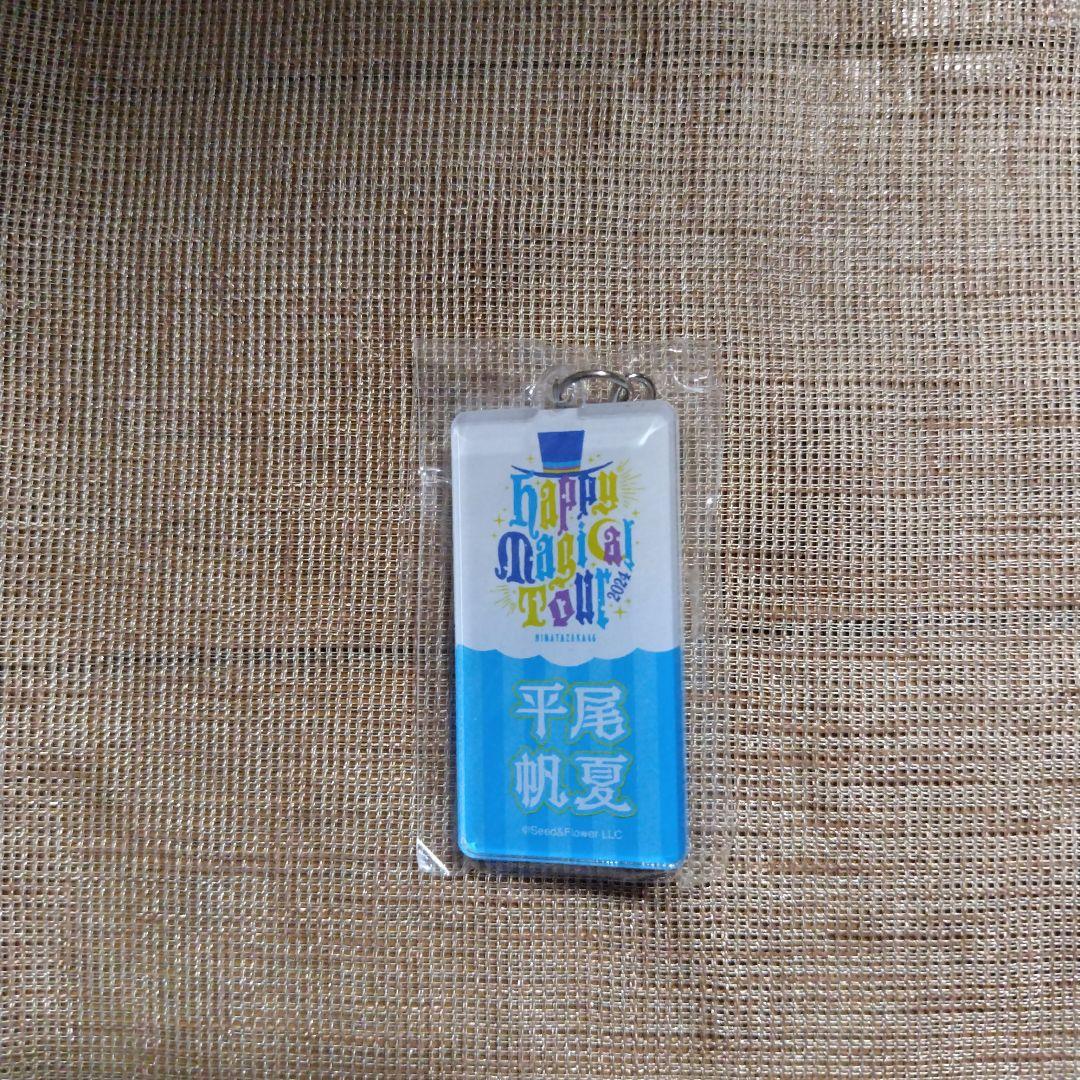 Happy
Magical
Tour
2024
HINATAZAKA46
平尾
帆夏
©Seed&Flower LLC